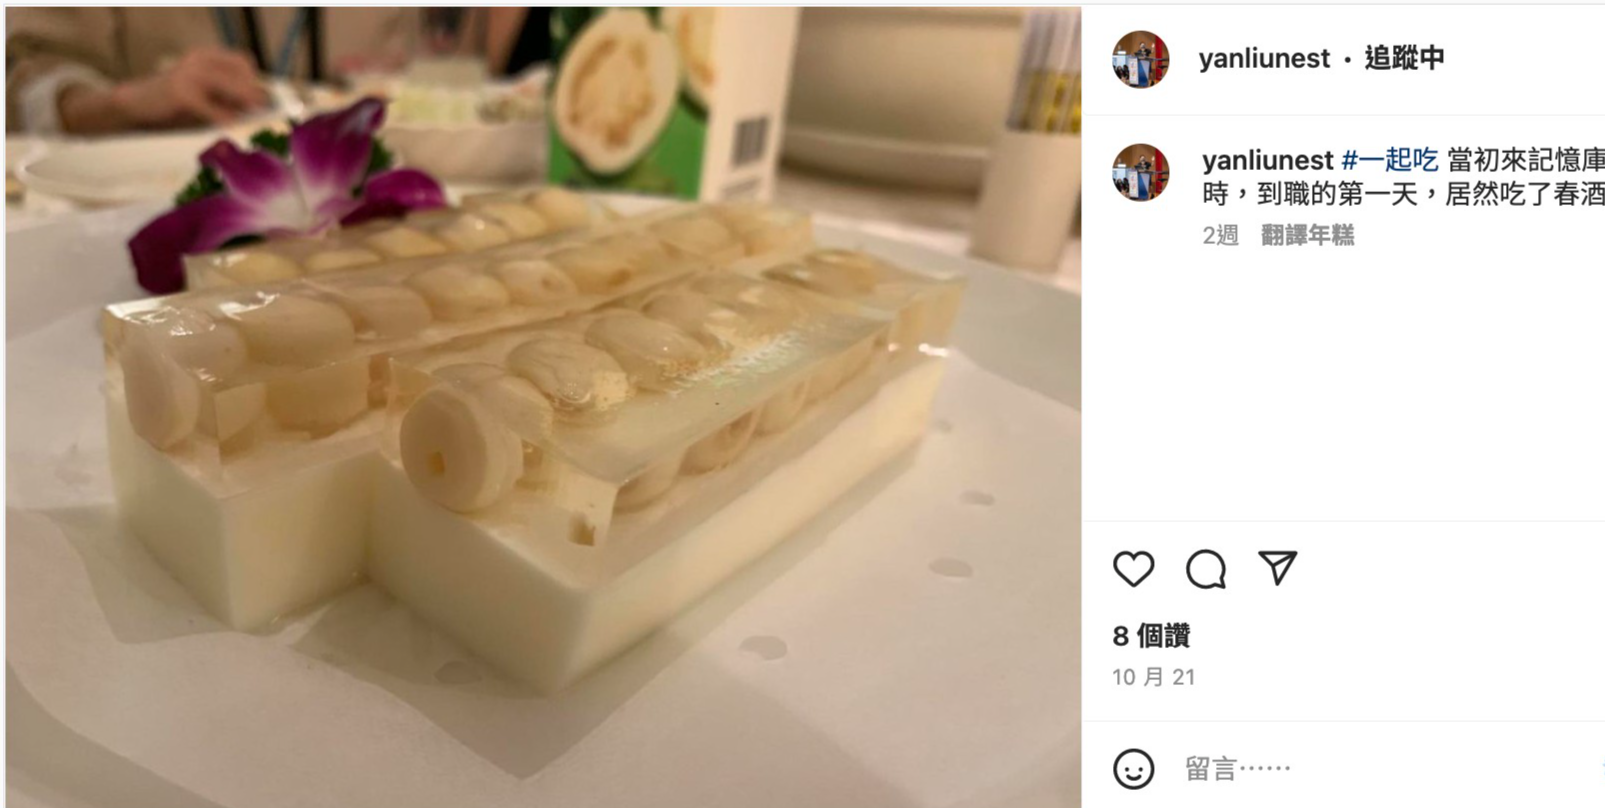 yanliunest • 追蹤中
yanliunest #一起吃 當初來記憶庫
時，到職的第一天，居然吃了春酒
2週 翻譯年糕
8 個讚
10 月 21
留言⋯⋯